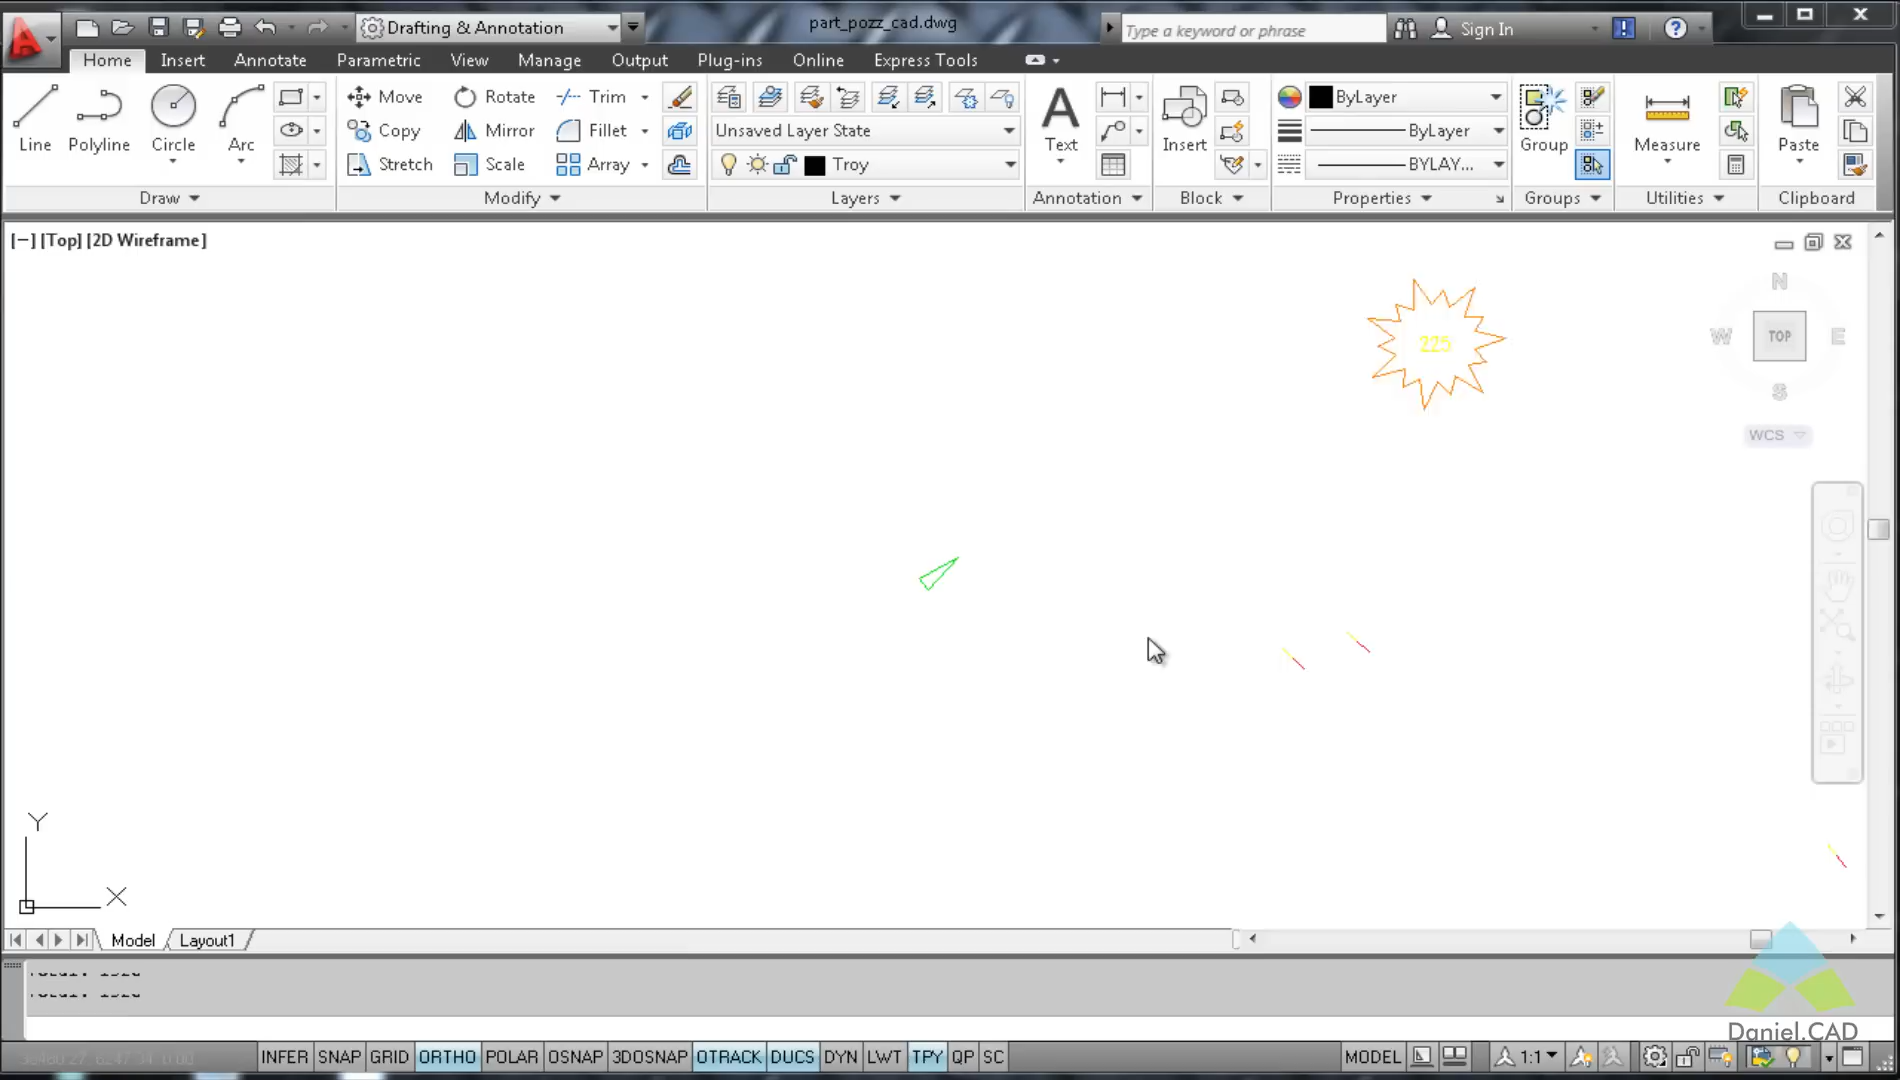 Drafting & Annotation
part_pozz_cad.dwg
Type a keyword or phrase
Sign In
Home
Insert
Annotate
Parametric
View
Manage
Output
Plug-ins
Online
Express Tools
Move
Rotate
Trim
ByLayer
Line
Polyline
Circle
Arc
Copy
Mirror
Fillet
Unsaved Layer State
Text
Insert
ByLayer
Group
Measure
Paste
Stretch
Scale
Array
Troy
BYLAY...
Draw
Modify
Layers
Annotation
Block
Properties
Groups
Utilities
Clipboard
[−] [Top] [2D Wireframe]
N
225
W
TOP
E
S
WCS
Y
X
Model
Layout1
Daniel.CAD
INFER
SNAP
GRID
ORTHO
POLAR
OSNAP
3DOSNAP
OTRACK
DUCS
DYN
LWT
TPY
QP
SC
MODEL
1:1